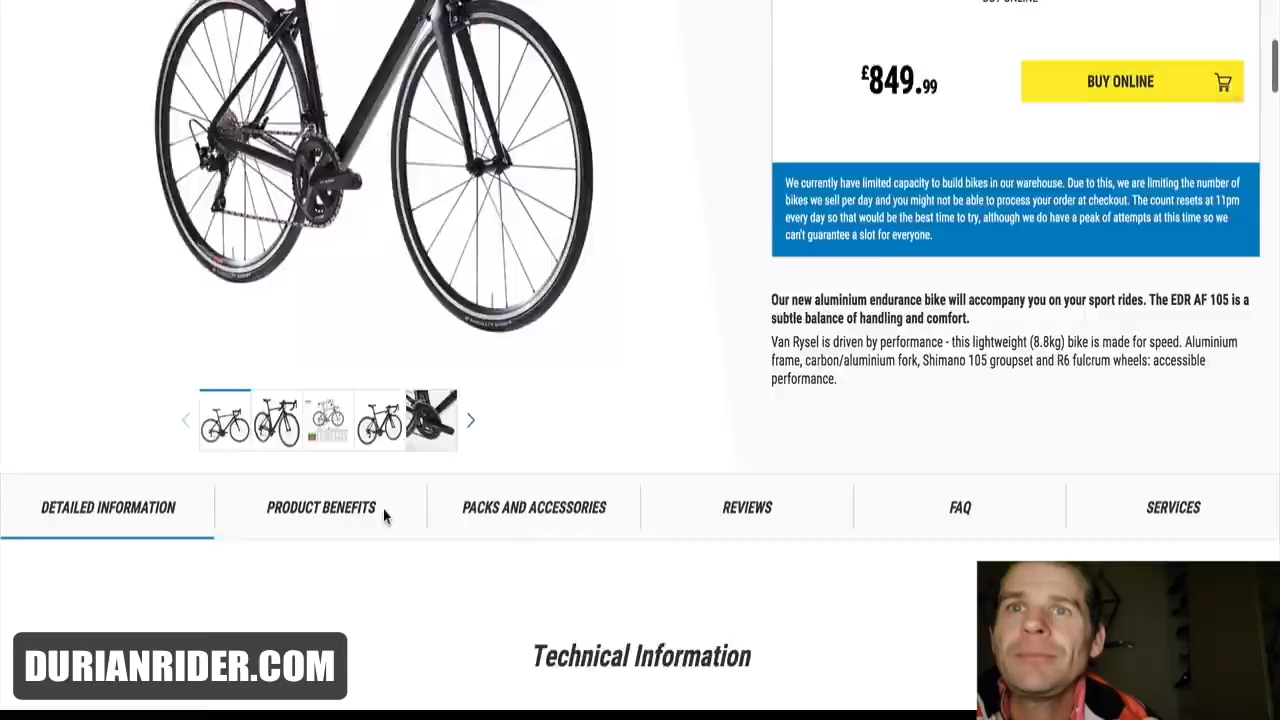 BUY ONLINE
£849.99
BUY ONLINE
We currently have limited capacity to build bikes in our warehouse. Due to this, we are limiting the number of
bikes we sell per day and you might not be able to process your order at checkout. The count resets at 11pm
every day so that would be the best time to try, although we do have a peak of attempts at this time so we
can't guarantee a slot for everyone.
Our new aluminium endurance bike will accompany you on your sport rides. The EDR AF 105 is a
subtle balance of handling and comfort.
Van Rysel is driven by performance - this lightweight (8.8kg) bike is made for speed. Aluminium
frame, carbon/aluminium fork, Shimano 105 groupset and R6 fulcrum wheels: accessible
performance.
DETAILED INFORMATION
PRODUCT BENEFITS
PACKS AND ACCESSORIES
REVIEWS
FAQ
SERVICES
Technical Information
DURIANRIDER.COM